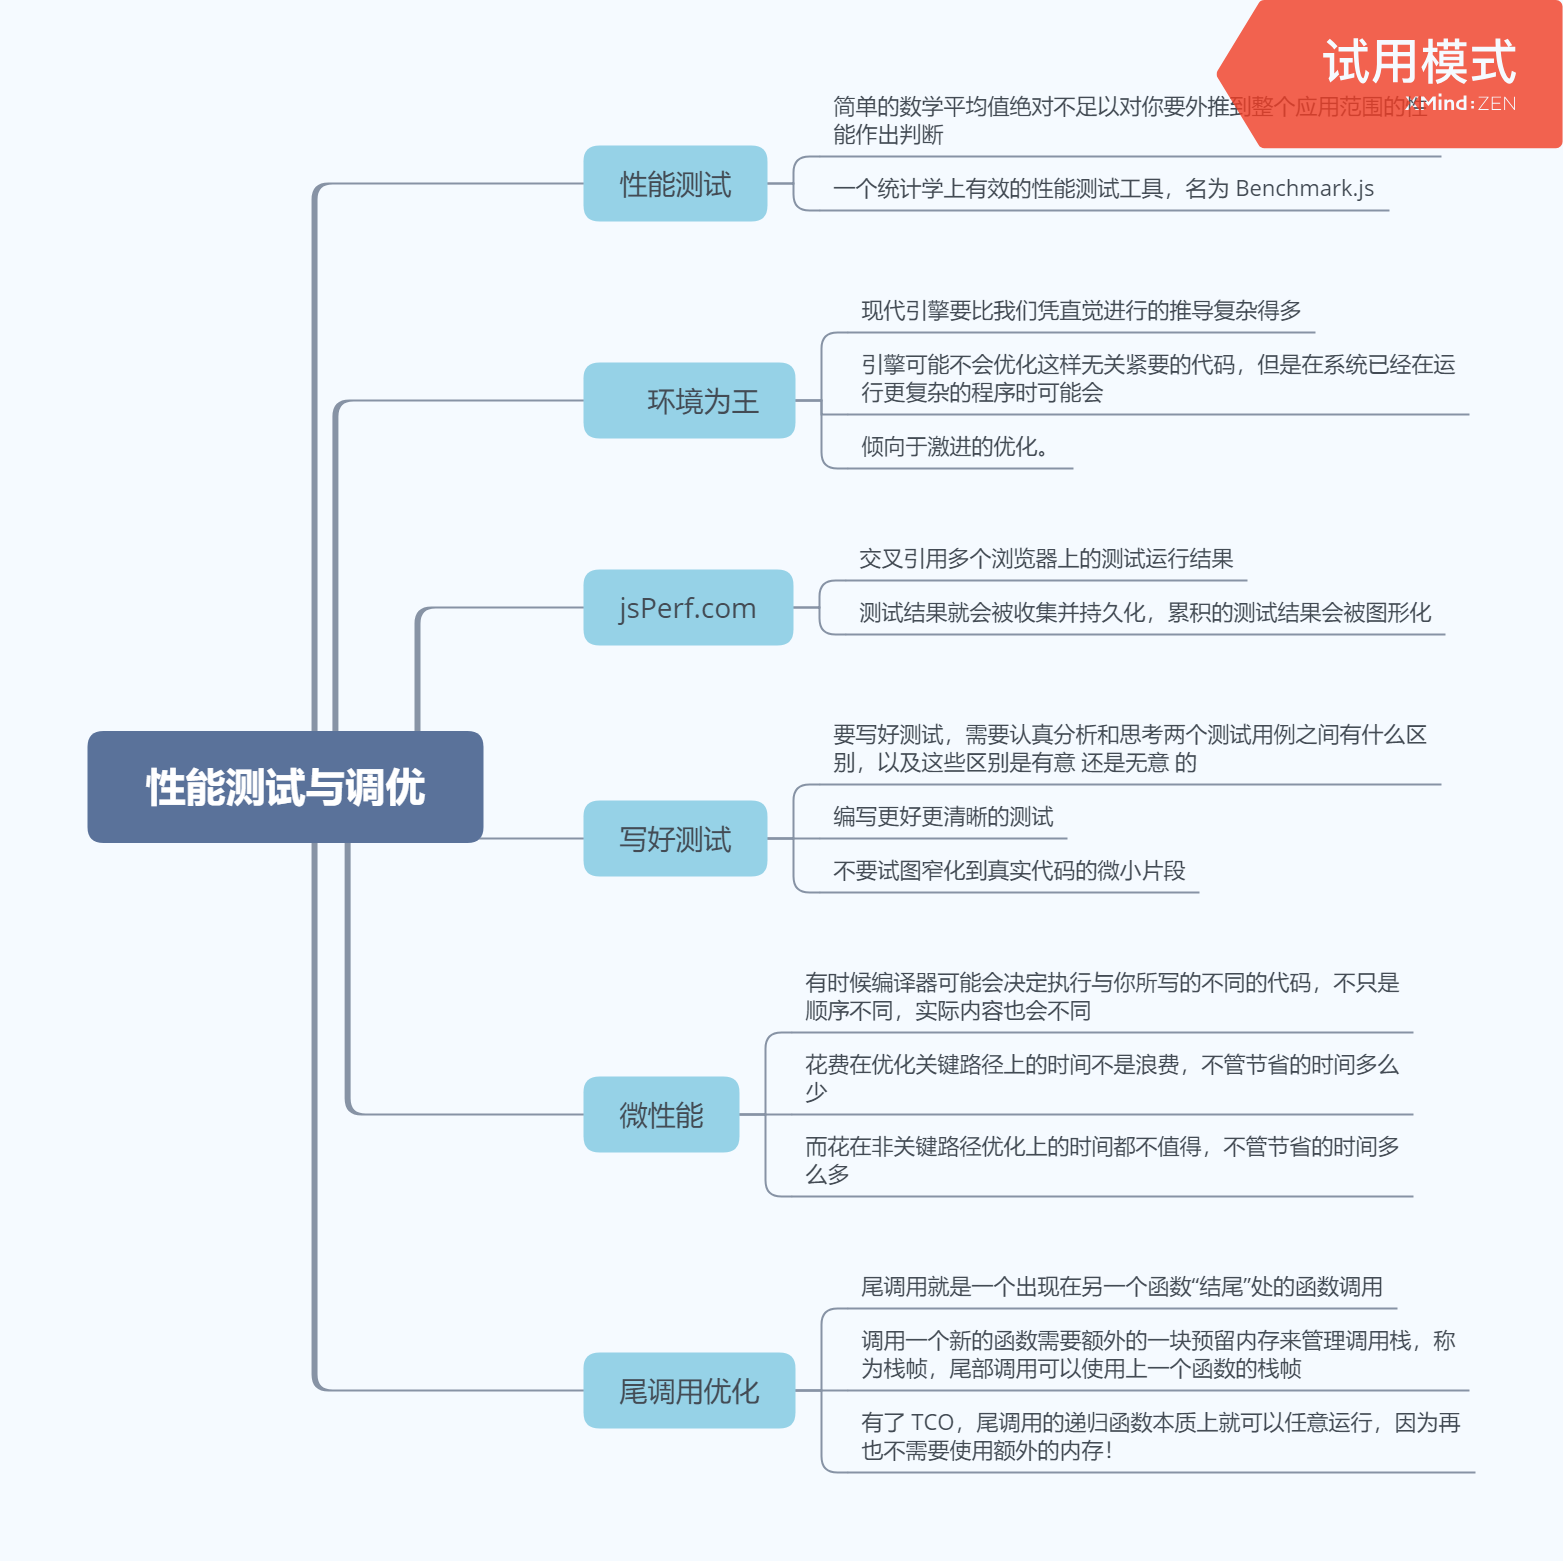 试用模式
XMind:ZEN
简单的数学平均值绝对不足以对你要外推到整个应用范围的性
能作出判断
性能测试
一个统计学上有效的性能测试工具，名为 Benchmark.js
现代引擎要比我们凭直觉进行的推导复杂得多
引擎可能不会优化这样无关紧要的代码，但是在系统已经在运
行更复杂的程序时可能会
环境为王
倾向于激进的优化。
交叉引用多个浏览器上的测试运行结果
jsPerf.com
测试结果就会被收集并持久化，累积的测试结果会被图形化
性能测试与调优
要写好测试，需要认真分析和思考两个测试用例之间有什么区
别，以及这些区别是有意 还是无意 的
写好测试
编写更好更清晰的测试
不要试图窄化到真实代码的微小片段
有时候编译器可能会决定执行与你所写的不同的代码，不只是
顺序不同，实际内容也会不同
微性能
花费在优化关键路径上的时间不是浪费，不管节省的时间多么
少
而花在非关键路径优化上的时间都不值得，不管节省的时间多
么多
尾调用就是一个出现在另一个函数“结尾”处的函数调用
尾调用优化
调用一个新的函数需要额外的一块预留内存来管理调用栈，称
为栈帧，尾部调用可以使用上一个函数的栈帧
有了 TCO，尾调用的递归函数本质上就可以任意运行，因为再
也不需要使用额外的内存！